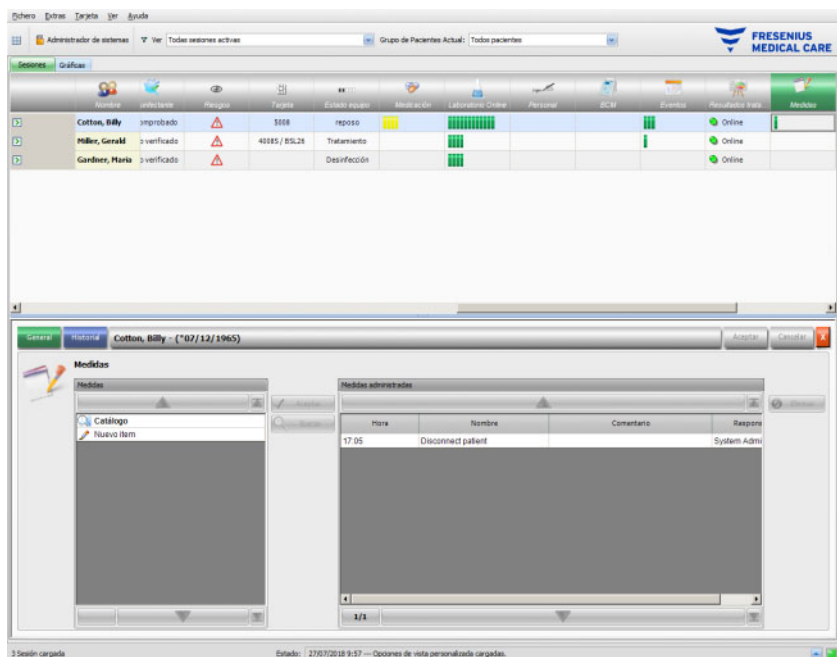 Fichero Extras Tarjeta Ver Ayuda
Administrador de sistemas Ver Todas sesiones activas Grupo de Pacientes Actual: Todos pacientes
FRESENIUS
MEDICAL CARE
Sesiones Gráficas
Nombre Riesgos Tarjeta Estado equipo Medicación Laboratorio Online Personal BCM Eventos Resultados trata. Medidas
Cotton, Billy omprobado 5008 reposo Online
Miller, Gerald o verificado Tratamiento Online
Gardner, Maria o verificado Desinfección Online
General Historial Cotton, Billy - (*07/12/1965) Aceptar Cancelar X
Medidas
Medidas Medidas administradas
Catálogo Hora Nombre Comentario Respons
Nuevo item
17:05 Disconnect patient System Admi
1/1
3 Sesión cargada Estado: 27/07/2018 9:57 --- Opciones de vista personalizada cargadas.